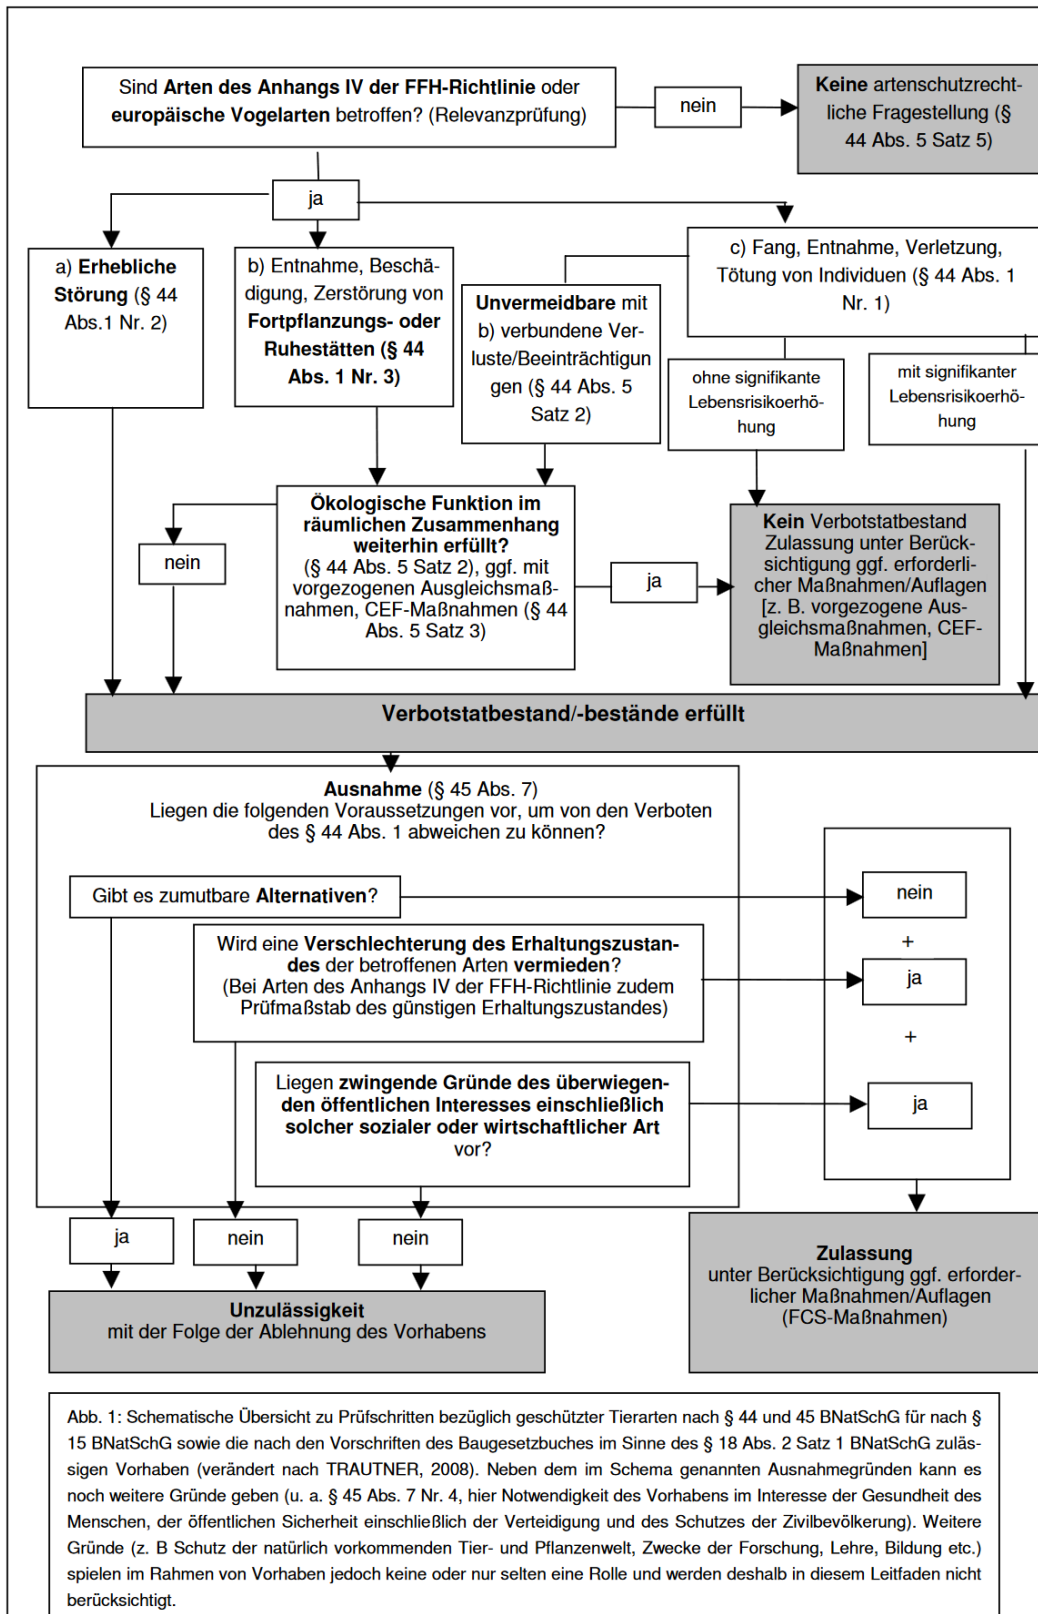 Sind Arten des Anhangs IV der FFH-Richtlinie oder
europäische Vogelarten betroffen? (Relevanzprüfung)
nein
Keine artenschutzrecht-
liche Fragestellung (§
44 Abs. 5 Satz 5)
ja
a) Erhebliche
Störung (§ 44
Abs.1 Nr. 2)
b) Entnahme, Beschä-
digung, Zerstörung von
Fortpflanzungs- oder
Ruhestätten (§ 44
Abs. 1 Nr. 3)
Unvermeidbare mit
b) verbundene Ver-
luste/Beeinträchtigun
gen (§ 44 Abs. 5
Satz 2)
c) Fang, Entnahme, Verletzung,
Tötung von Individuen (§ 44 Abs. 1
Nr. 1)
ohne signifikante
Lebensrisikoerhö-
hung
mit signifikanter
Lebensrisikoerhö-
hung
Ökologische Funktion im
räumlichen Zusammenhang
weiterhin erfüllt?
(§ 44 Abs. 5 Satz 2), ggf. mit
vorgezogenen Ausgleichsmaß-
nahmen, CEF-Maßnahmen (§ 44
Abs. 5 Satz 3)
nein
ja
Kein Verbotstatbestand
Zulassung unter Berück-
sichtigung ggf. erforderli-
cher Maßnahmen/Auflagen
[z. B. vorgezogene Aus-
gleichsmaßnahmen, CEF-
Maßnahmen]
Verbotstatbestand/-bestände erfüllt
Ausnahme (§ 45 Abs. 7)
Liegen die folgenden Voraussetzungen vor, um von den Verboten
des § 44 Abs. 1 abweichen zu können?
Gibt es zumutbare Alternativen?
nein
+
Wird eine Verschlechterung des Erhaltungszustan-
des der betroffenen Arten vermieden?
(Bei Arten des Anhangs IV der FFH-Richtlinie zudem
Prüfmaßstab des günstigen Erhaltungszustandes)
ja
+
Liegen zwingende Gründe des überwiegen-
den öffentlichen Interesses einschließlich
solcher sozialer oder wirtschaftlicher Art
vor?
ja
ja
nein
nein
Unzulässigkeit
mit der Folge der Ablehnung des Vorhabens
Zulassung
unter Berücksichtigung ggf. erforder-
licher Maßnahmen/Auflagen
(FCS-Maßnahmen)
Abb. 1: Schematische Übersicht zu Prüfschritten bezüglich geschützter Tierarten nach § 44 und 45 BNatSchG für nach §
15 BNatSchG sowie die nach den Vorschriften des Baugesetzbuches im Sinne des § 18 Abs. 2 Satz 1 BNatSchG zuläs-
sigen Vorhaben (verändert nach TRAUTNER, 2008). Neben dem im Schema genannten Ausnahmegründen kann es
noch weitere Gründe geben (u. a. § 45 Abs. 7 Nr. 4, hier Notwendigkeit des Vorhabens im Interesse der Gesundheit des
Menschen, der öffentlichen Sicherheit einschließlich der Verteidigung und des Schutzes der Zivilbevölkerung). Weitere
Gründe (z. B Schutz der natürlich vorkommenden Tier- und Pflanzenwelt, Zwecke der Forschung, Lehre, Bildung etc.)
spielen im Rahmen von Vorhaben jedoch keine oder nur selten eine Rolle und werden deshalb in diesem Leitfaden nicht
berücksichtigt.